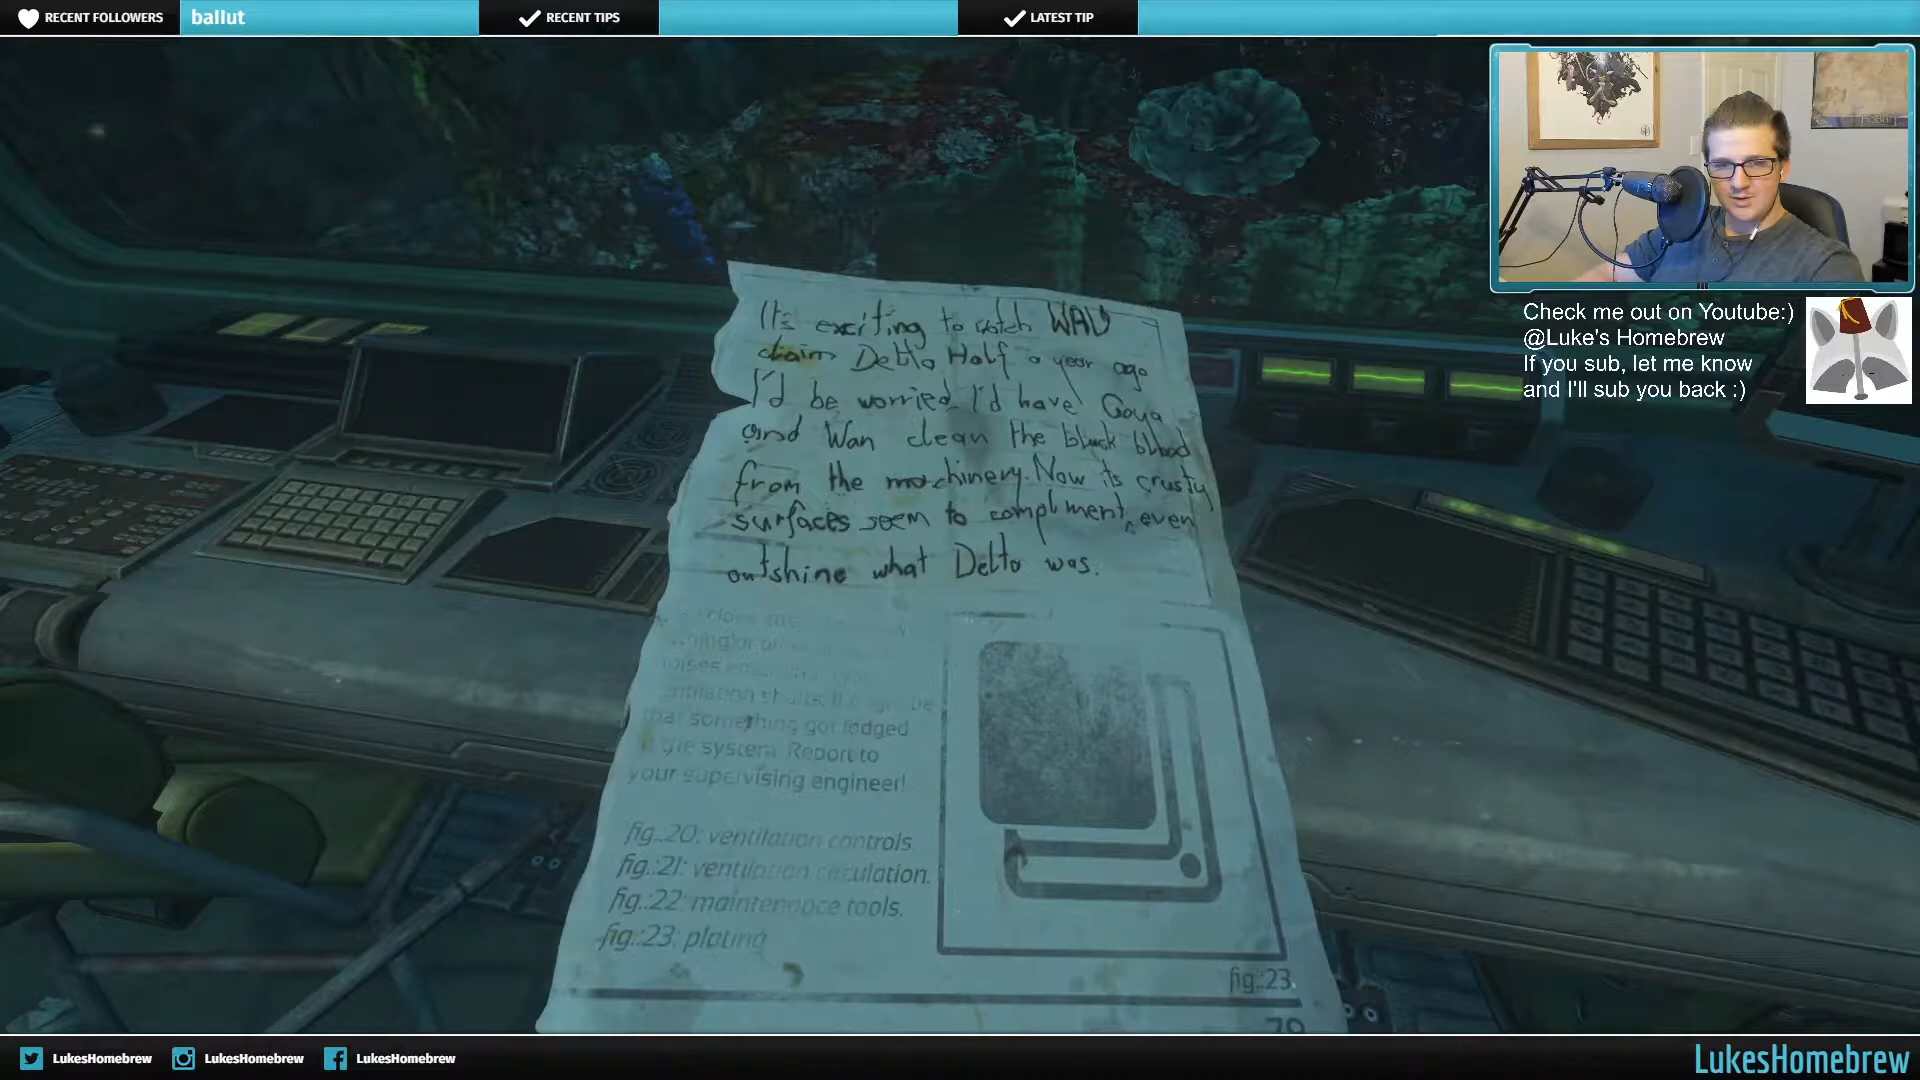 RECENT FOLLOWERS
ballut
RECENT TIPS
LATEST TIP
Check me out on Youtube:)
@Luke's Homebrew
If you sub, let me know
and I'll sub you back :)
It's exciting to watch WAU
claim Delta Half a year ago
I'd be worried, I'd have Goya
and Wan clean the black blood
from the machinery. Now its crusty
surfaces seem to compliment, even
outshine what Delta was.
that something got lodged
the system. Report to
your supervising engineer!
fig.:20: ventilation controls.
fig.:21: ventilation circulation.
fig.:22: maintenance tools.
fig.:23: plating
fig.:23.
79
LukesHomebrew
LukesHomebrew
LukesHomebrew
LukesHomebrew